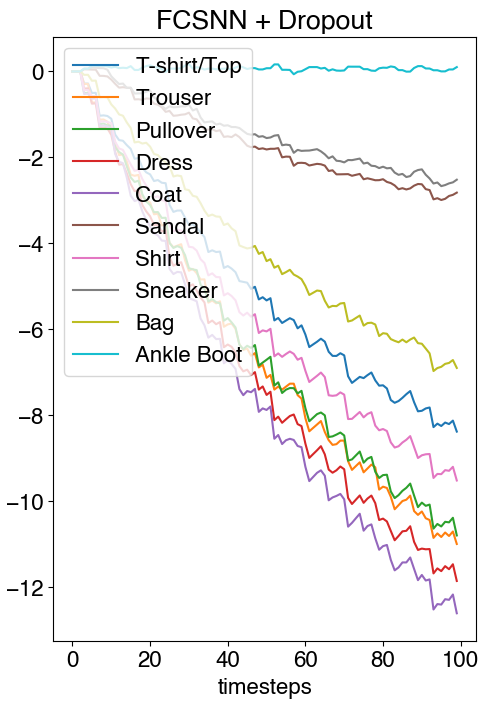 FCSNN + Dropout
0
−2
−4
−6
−8
−10
−12
T-shirt/Top
Trouser
Pullover
Dress
Coat
Sandal
Shirt
Sneaker
Bag
Ankle Boot
0 20 40 60 80 100
timesteps